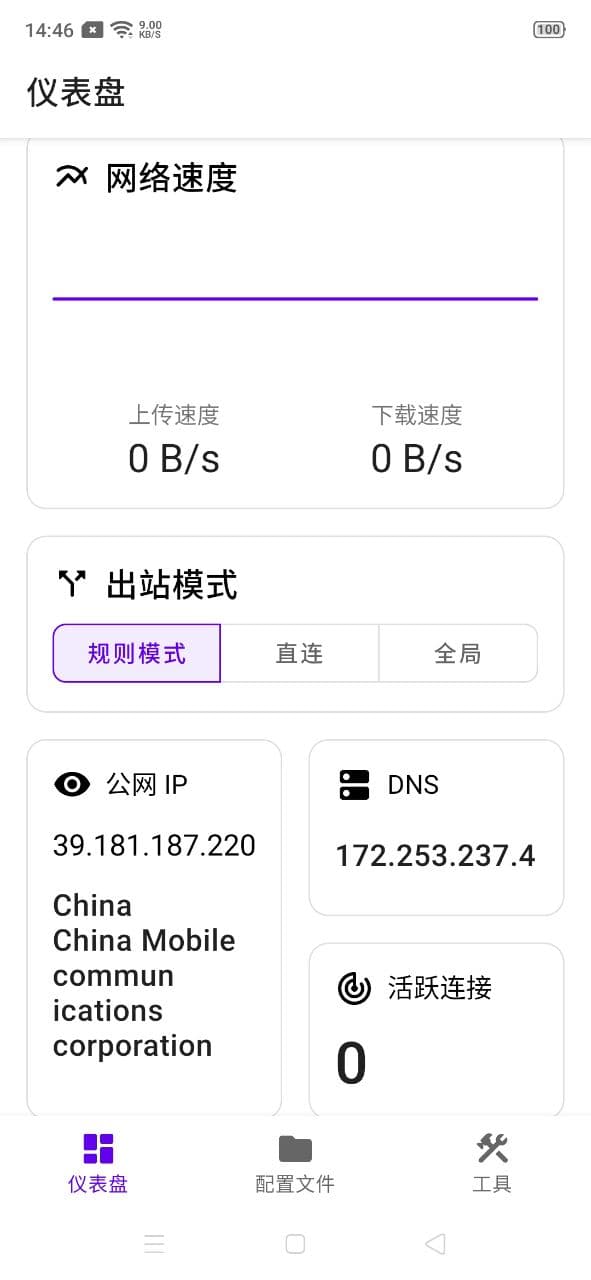 14:46 9.00 KB/S 100
仪表盘
网络速度
上传速度 下载速度
0 B/s 0 B/s
出站模式
规则模式 直连 全局
公网 IP
39.181.187.220
China
China Mobile
commun
ications
corporation
DNS
172.253.237.4
活跃连接
0
仪表盘 配置文件 工具